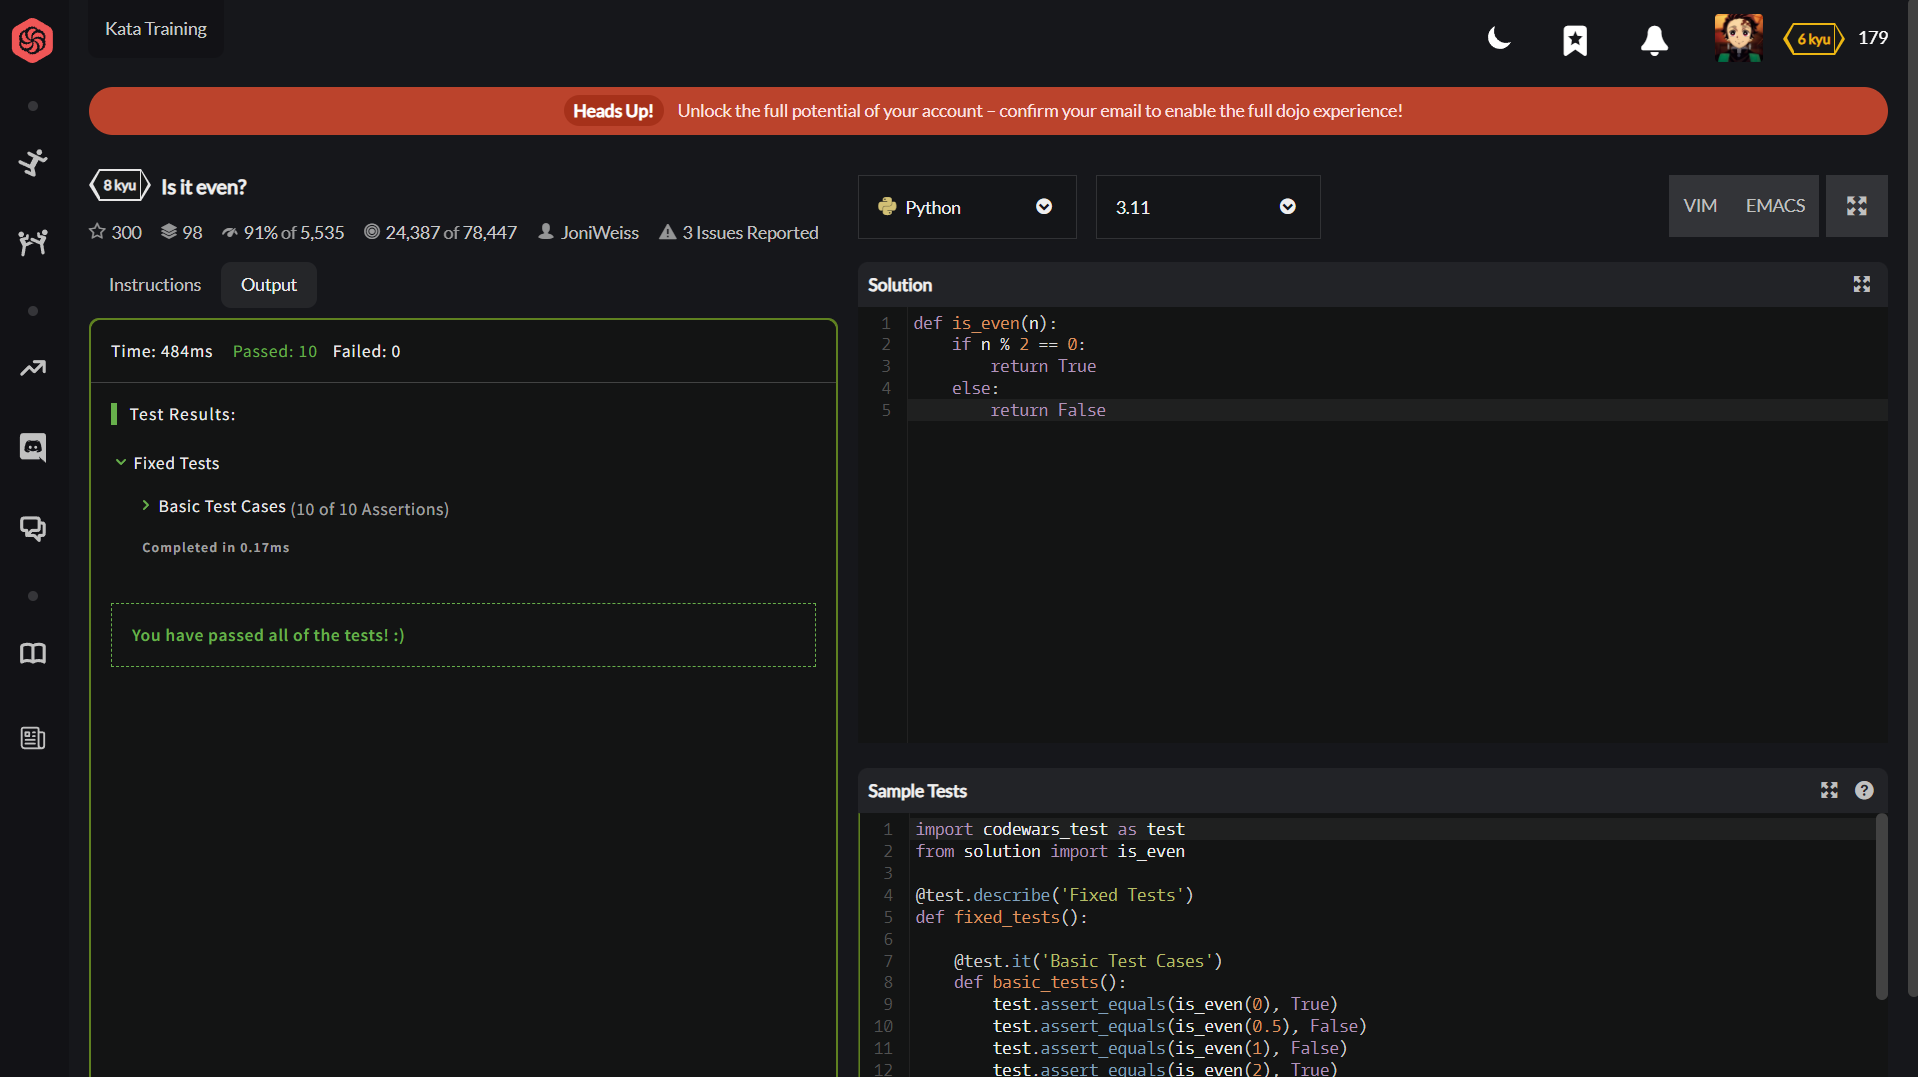 Kata Training
6 kyu
179
Heads Up! Unlock the full potential of your account – confirm your email to enable the full dojo experience!
8 kyu Is it even?
300 98 91% of 5,535 24,387 of 78,447 JoniWeiss 3 Issues Reported
Python
3.11
VIM EMACS
Instructions Output
Time: 484ms Passed: 10 Failed: 0
Test Results:
Fixed Tests
Basic Test Cases (10 of 10 Assertions)
Completed in 0.17ms
You have passed all of the tests! :)
Solution
1 def is_even(n):
2     if n % 2 == 0:
3         return True
4     else:
5         return False
Sample Tests
?
1 import codewars_test as test
2 from solution import is_even
3
4 @test.describe('Fixed Tests')
5 def fixed_tests():
6
7     @test.it('Basic Test Cases')
8     def basic_tests():
9         test.assert_equals(is_even(0), True)
10         test.assert_equals(is_even(0.5), False)
11         test.assert_equals(is_even(1), False)
12         test.assert_equals(is_even(2), True)